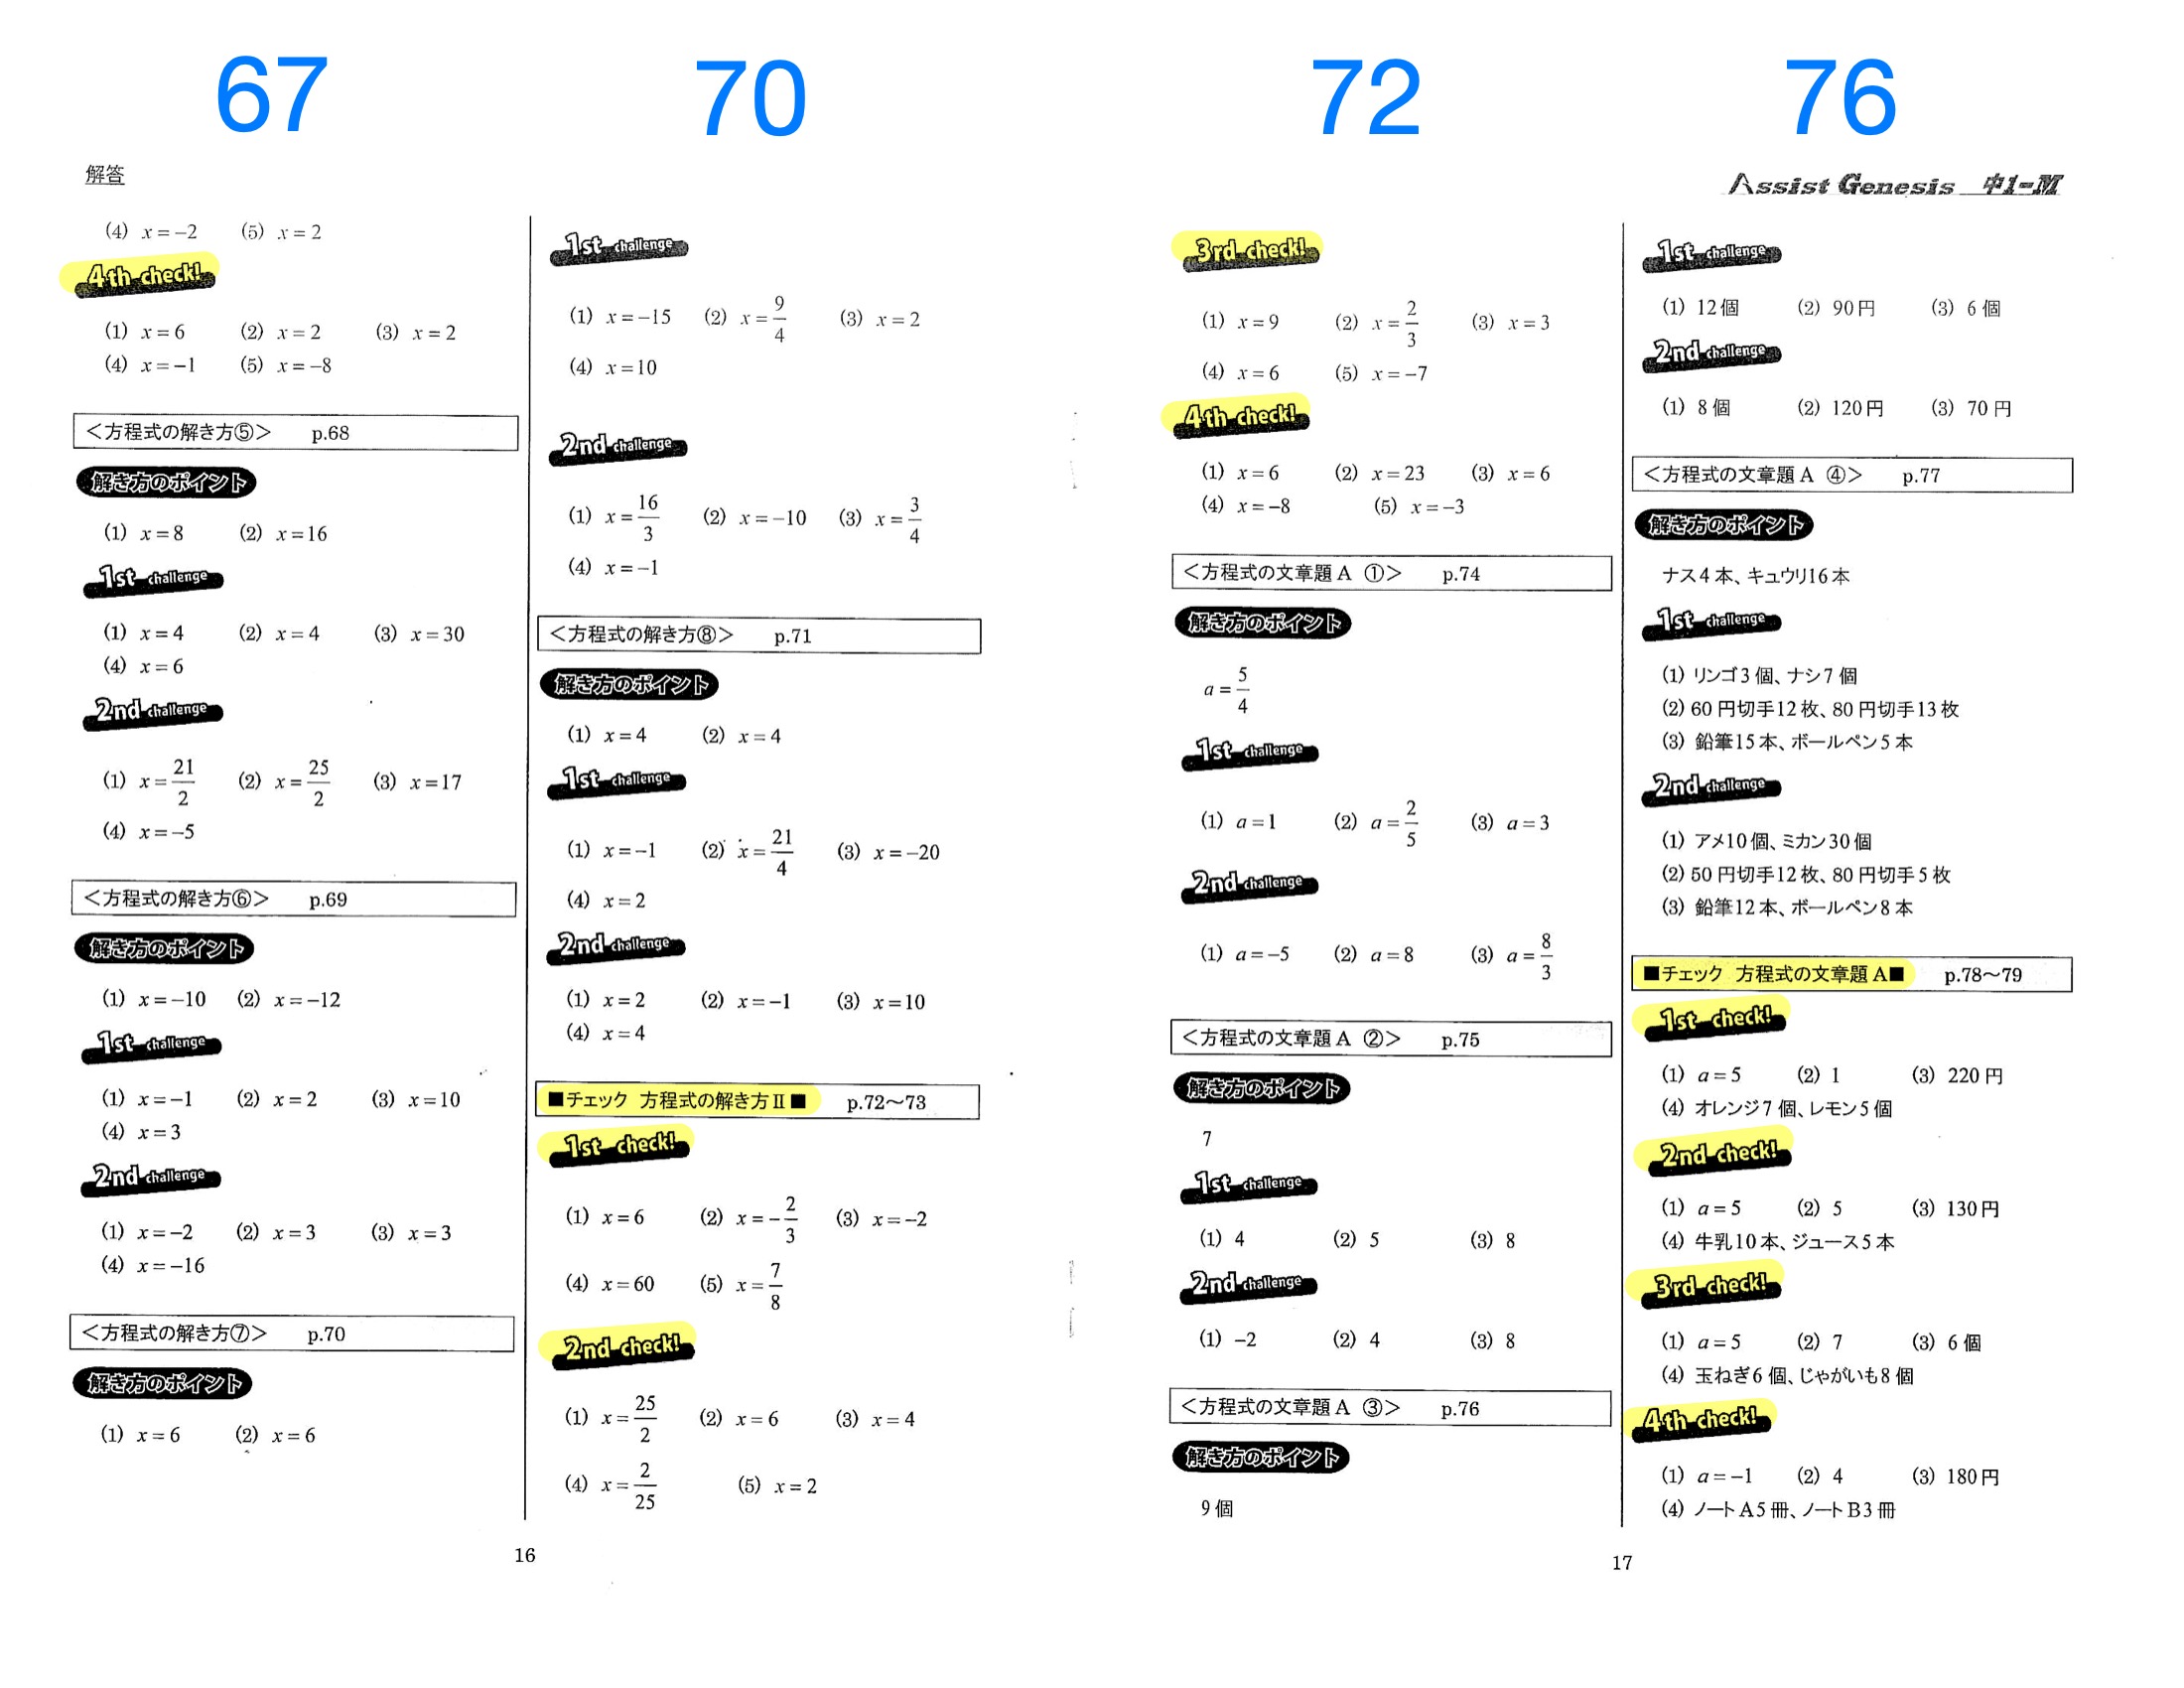 67 70 72 76
解答
Assist Genesis 中1-M
(4) x=-2 (5) x=2
4th check!
(1) x=6 (2) x=2 (3) x=2
(4) x=-1 (5) x=-8
<方程式の解き方⑤> p.68
解き方のポイント
(1) x=8 (2) x=16
1st challenge
(1) x=4 (2) x=4 (3) x=30
(4) x=6
2nd challenge
(1) x=21/2 (2) x=25/2 (3) x=17
(4) x=-5
<方程式の解き方⑥> p.69
解き方のポイント
(1) x=-10 (2) x=-12
1st challenge
(1) x=-1 (2) x=2 (3) x=10
(4) x=3
2nd challenge
(1) x=-2 (2) x=3 (3) x=3
(4) x=-16
<方程式の解き方⑦> p.70
解き方のポイント
(1) x=6 (2) x=6
1st challenge
(1) x=-15 (2) x=9/4 (3) x=2
(4) x=10
2nd challenge
(1) x=16/3 (2) x=-10 (3) x=3/4
(4) x=-1
<方程式の解き方⑧> p.71
解き方のポイント
(1) x=4 (2) x=4
1st challenge
(1) x=-1 (2) x=21/4 (3) x=-20
(4) x=2
2nd challenge
(1) x=2 (2) x=-1 (3) x=10
(4) x=4
■チェック 方程式の解き方Ⅱ■ p.72～73
1st check!
(1) x=6 (2) x=-2/3 (3) x=-2
(4) x=60 (5) x=7/8
2nd check!
(1) x=25/2 (2) x=6 (3) x=4
(4) x=2/25 (5) x=2
16
3rd check!
(1) x=9 (2) x=2/3 (3) x=3
(4) x=6 (5) x=-7
4th check!
(1) x=6 (2) x=23 (3) x=6
(4) x=-8 (5) x=-3
<方程式の文章題A ①> p.74
解き方のポイント
a=5/4
1st challenge
(1) a=1 (2) a=2/5 (3) a=3
2nd challenge
(1) a=-5 (2) a=8 (3) a=8/3
<方程式の文章題A ②> p.75
解き方のポイント
7
1st challenge
(1) 4 (2) 5 (3) 8
2nd challenge
(1) -2 (2) 4 (3) 8
<方程式の文章題A ③> p.76
解き方のポイント
9個
1st challenge
(1) 12個 (2) 90円 (3) 6個
2nd challenge
(1) 8個 (2) 120円 (3) 70円
<方程式の文章題A ④> p.77
解き方のポイント
ナス4本、キュウリ16本
1st challenge
(1) リンゴ3個、ナシ7個
(2) 60円切手12枚、80円切手13枚
(3) 鉛筆15本、ボールペン5本
2nd challenge
(1) アメ10個、ミカン30個
(2) 50円切手12枚、80円切手5枚
(3) 鉛筆12本、ボールペン8本
■チェック 方程式の文章題A■ p.78～79
1st check!
(1) a=5 (2) 1 (3) 220円
(4) オレンジ7個、レモン5個
2nd check!
(1) a=5 (2) 5 (3) 130円
(4) 牛乳10本、ジュース5本
3rd check!
(1) a=5 (2) 7 (3) 6個
(4) 玉ねぎ6個、じゃがいも8個
4th check!
(1) a=-1 (2) 4 (3) 180円
(4) ノートA5冊、ノートB3冊
17